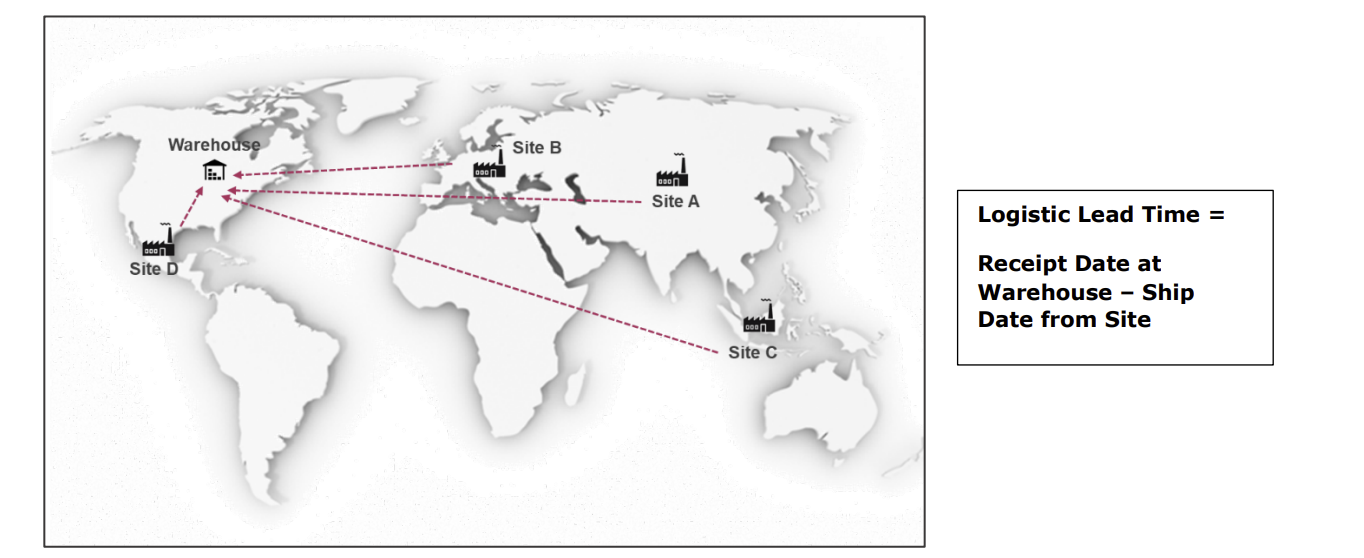 Warehouse
Site B
Site A
Site D
Site C
Logistic Lead Time =
Receipt Date at
Warehouse – Ship
Date from Site